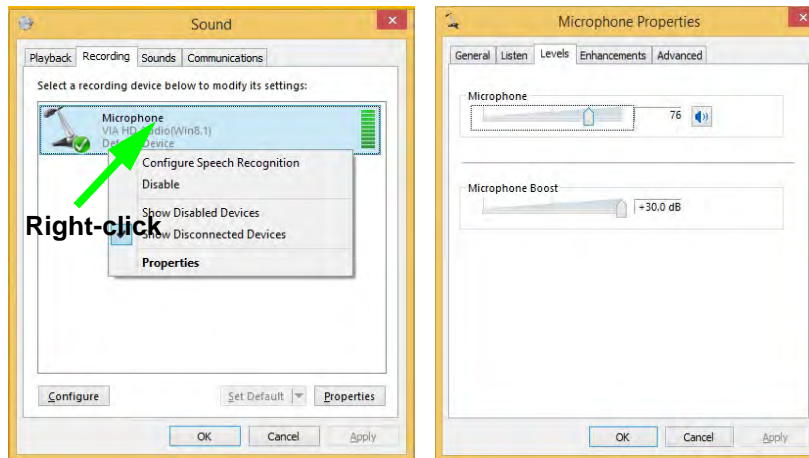 Sound
Playback Recording Sounds Communications
Select a recording device below to modify its settings:
Microphone
VIA HD Audio(Win8.1)
Default Device
Configure Speech Recognition
Disable
Show Disabled Devices
Right-click
Show Disconnected Devices
Properties
Configure Set Default Properties
OK Cancel Apply
Microphone Properties
General Listen Levels Enhancements Advanced
Microphone
76
Microphone Boost
+30.0 dB
OK Cancel Apply